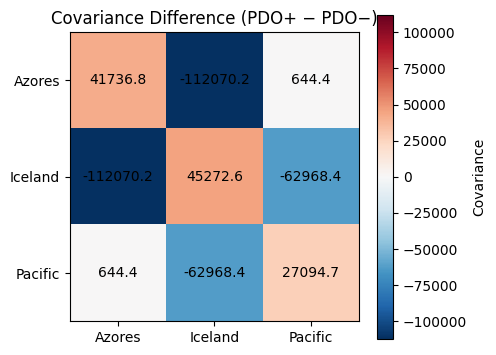 Covariance Difference (PDO+ − PDO−)
Azores
Iceland
Pacific
41736.8 -112070.2 644.4
-112070.2 45272.6 -62968.4
644.4 -62968.4 27094.7
Azores Iceland Pacific
100000
75000
50000
25000
0
−25000
−50000
−75000
−100000
Covariance